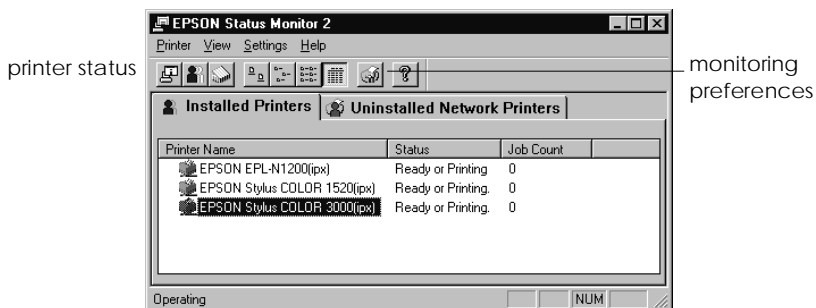 EPSON Status Monitor 2
Printer View Settings Help
printer status
monitoring
preferences
Installed Printers
Uninstalled Network Printers
Printer Name Status Job Count
EPSON EPL-N1200(ipx) Ready or Printing 0
EPSON Stylus COLOR 1520(ipx) Ready or Printing. 0
EPSON Stylus COLOR 3000(ipx) Ready or Printing. 0
Operating NUM